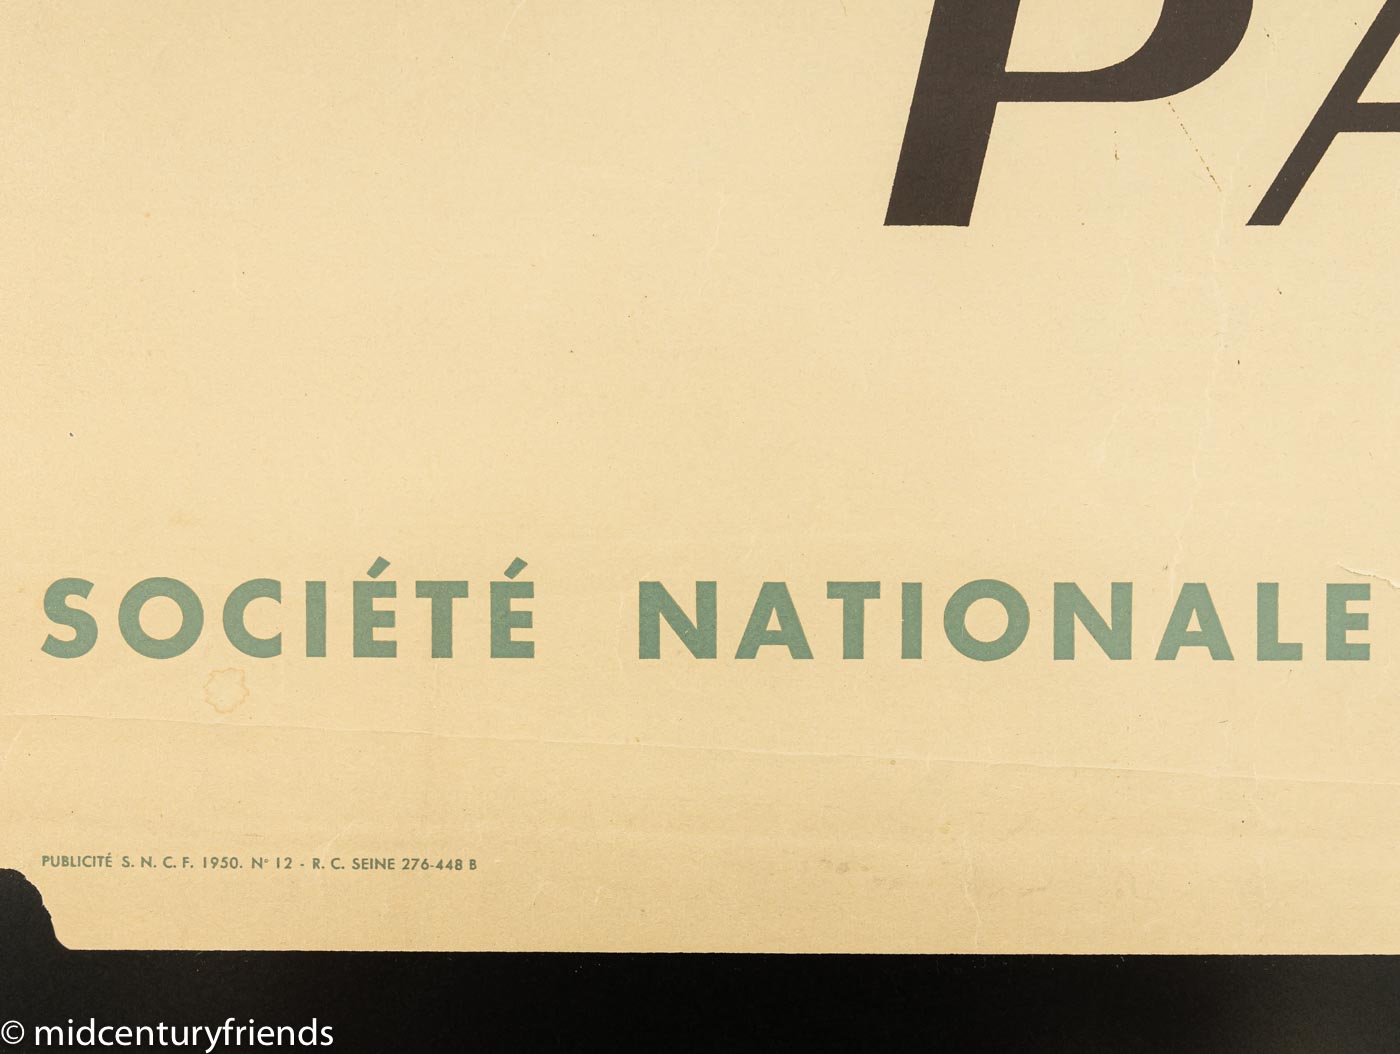 PA
SOCIÉTÉ NATIONALE
PUBLICITÉ S. N. C. F. 1950. N° 12 - R. C. SEINE 276-448 B
© midcenturyfriends